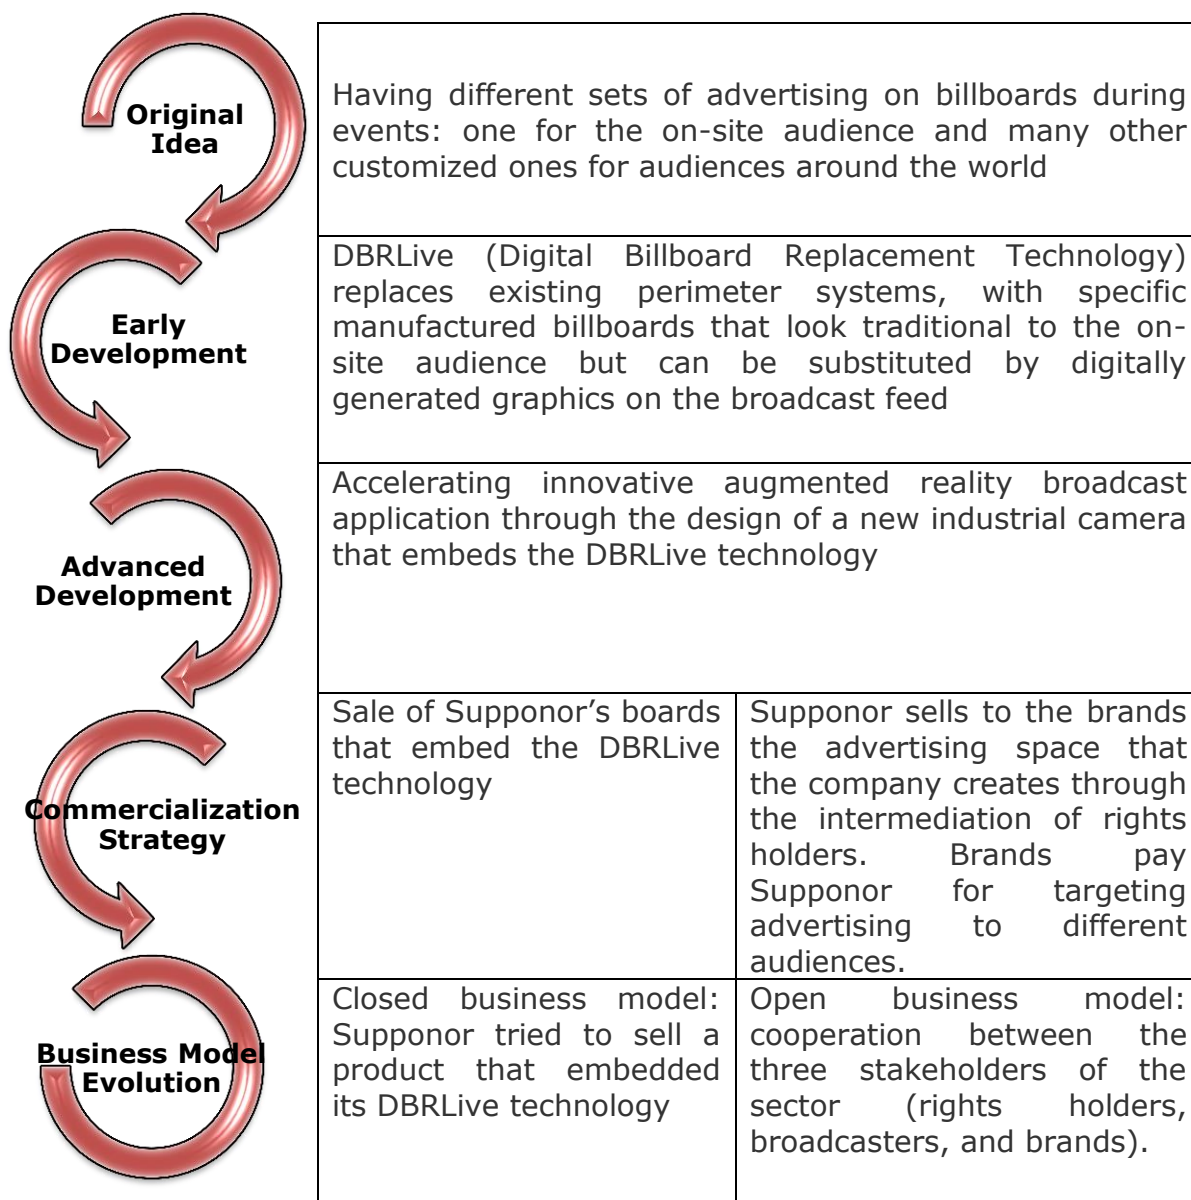 Original
Idea
Having different sets of advertising on billboards during
events: one for the on-site audience and many other
customized ones for audiences around the world
Early
Development
DBRLive (Digital Billboard Replacement Technology)
replaces existing perimeter systems, with specific
manufactured billboards that look traditional to the on-
site audience but can be substituted by digitally
generated graphics on the broadcast feed
Advanced
Development
Accelerating innovative augmented reality broadcast
application through the design of a new industrial camera
that embeds the DBRLive technology
Commercialization
Strategy
Sale of Supponor’s boards
that embed the DBRLive
technology
Supponor sells to the brands
the advertising space that
the company creates through
the intermediation of rights
holders. Brands pay
Supponor for targeting
advertising to different
audiences.
Business Model
Evolution
Closed business model:
Supponor tried to sell a
product that embedded
its DBRLive technology
Open business model:
cooperation between the
three stakeholders of the
sector (rights holders,
broadcasters, and brands).